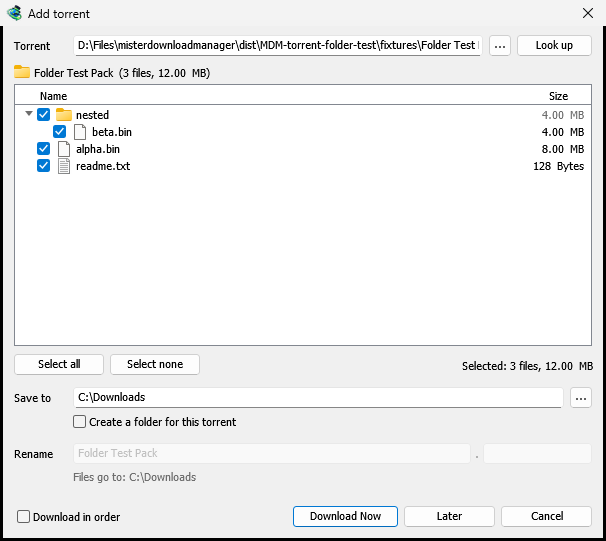 Add torrent
Torrent D:\Files\misterdownloadmanager\dist\MDM-torrent-folder-test\fixtures\Folder Test ... Look up
Folder Test Pack (3 files, 12.00 MB)
Name Size
nested 4.00 MB
beta.bin 4.00 MB
alpha.bin 8.00 MB
readme.txt 128 Bytes
Select all Select none Selected: 3 files, 12.00 MB
Save to C:\Downloads ...
Create a folder for this torrent
Rename Folder Test Pack .
Files go to: C:\Downloads
Download in order Download Now Later Cancel